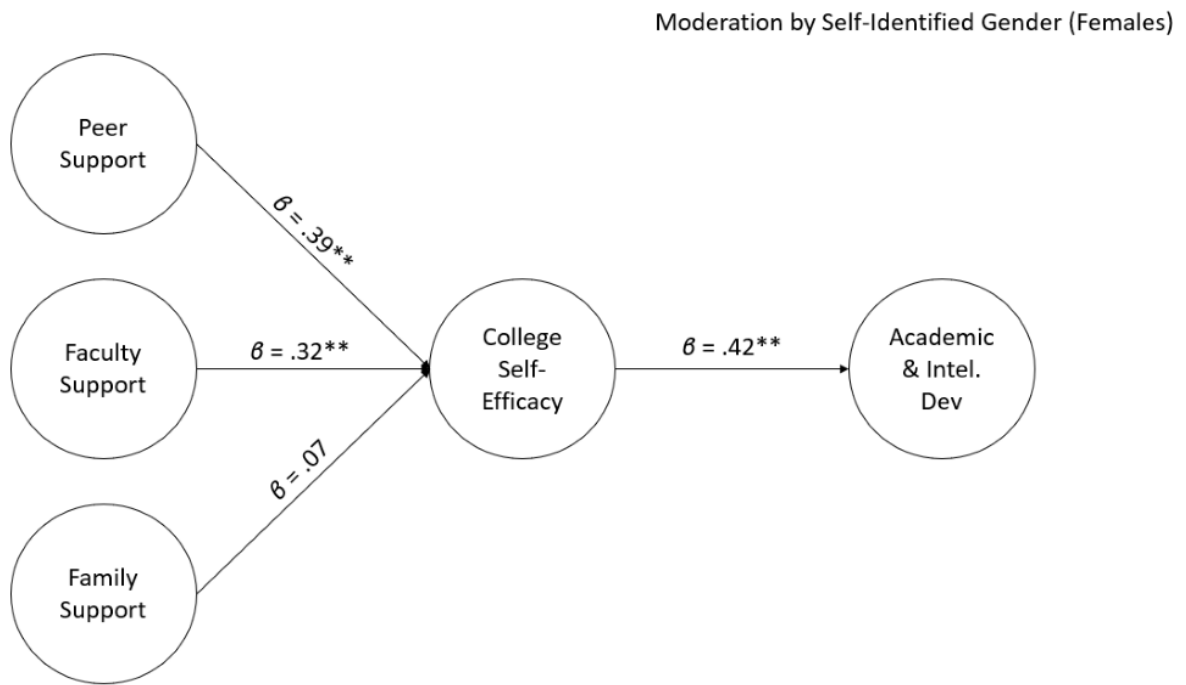 Moderation by Self-Identified Gender (Females)
Peer
Support
β = .39**
Faculty
Support
β = .32**
College
Self-
Efficacy
β = .42**
Academic
& Intel.
Dev
β = .07
Family
Support